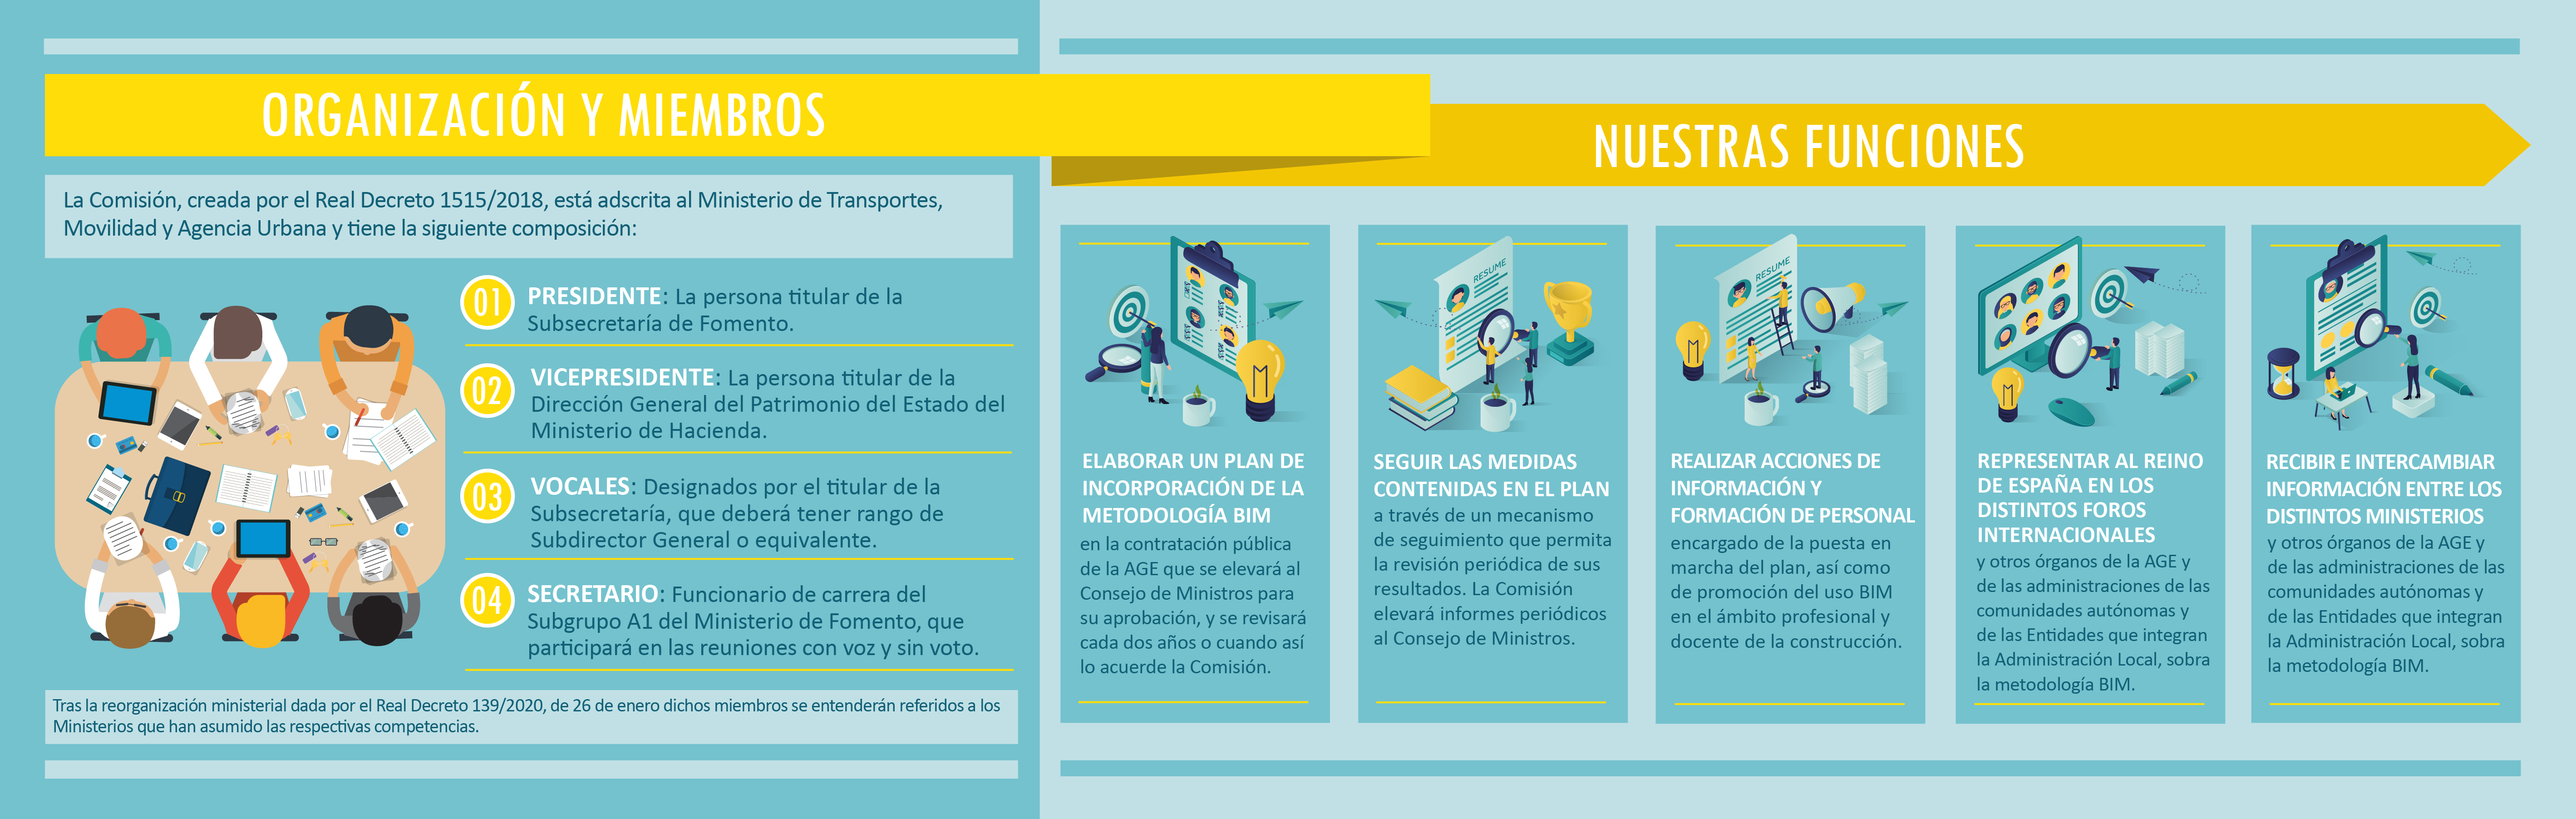 ORGANIZACIÓN Y MIEMBROS
La Comisión, creada por el Real Decreto 1515/2018, está adscrita al Ministerio de Transportes,
Movilidad y Agencia Urbana y tiene la siguiente composición:
01
PRESIDENTE: La persona titular de la
Subsecretaría de Fomento.
02
VICEPRESIDENTE: La persona titular de la
Dirección General del Patrimonio del Estado del
Ministerio de Hacienda.
03
VOCALES: Designados por el titular de la
Subsecretaría, que deberá tener rango de
Subdirector General o equivalente.
04
SECRETARIO: Funcionario de carrera del
Subgrupo A1 del Ministerio de Fomento, que
participará en las reuniones con voz y sin voto.
Tras la reorganización ministerial dada por el Real Decreto 139/2020, de 26 de enero dichos miembros se entenderán referidos a los
Ministerios que han asumido las respectivas competencias.
NUESTRAS FUNCIONES
ELABORAR UN PLAN DE
INCORPORACIÓN DE LA
METODOLOGÍA BIM
en la contratación pública
de la AGE que se elevará al
Consejo de Ministros para
su aprobación, y se revisará
cada dos años o cuando así
lo acuerde la Comisión.
RESUME
SEGUIR LAS MEDIDAS
CONTENIDAS EN EL PLAN
a través de un mecanismo
de seguimiento que permita
la revisión periódica de sus
resultados. La Comisión
elevará informes periódicos
al Consejo de Ministros.
RESUME
REALIZAR ACCIONES DE
INFORMACIÓN Y
FORMACIÓN DE PERSONAL
encargado de la puesta en
marcha del plan, así como
de promoción del uso BIM
en el ámbito profesional y
docente de la construcción.
REPRESENTAR AL REINO
DE ESPAÑA EN LOS
DISTINTOS FOROS
INTERNACIONALES
y otros órganos de la AGE y
de las administraciones de las
comunidades autónomas y
de las Entidades que integran
la Administración Local, sobra
la metodología BIM.
RECIBIR E INTERCAMBIAR
INFORMACIÓN ENTRE LOS
DISTINTOS MINISTERIOS
y otros órganos de la AGE y
de las administraciones de las
comunidades autónomas y
de las Entidades que integran
la Administración Local, sobra
la metodología BIM.